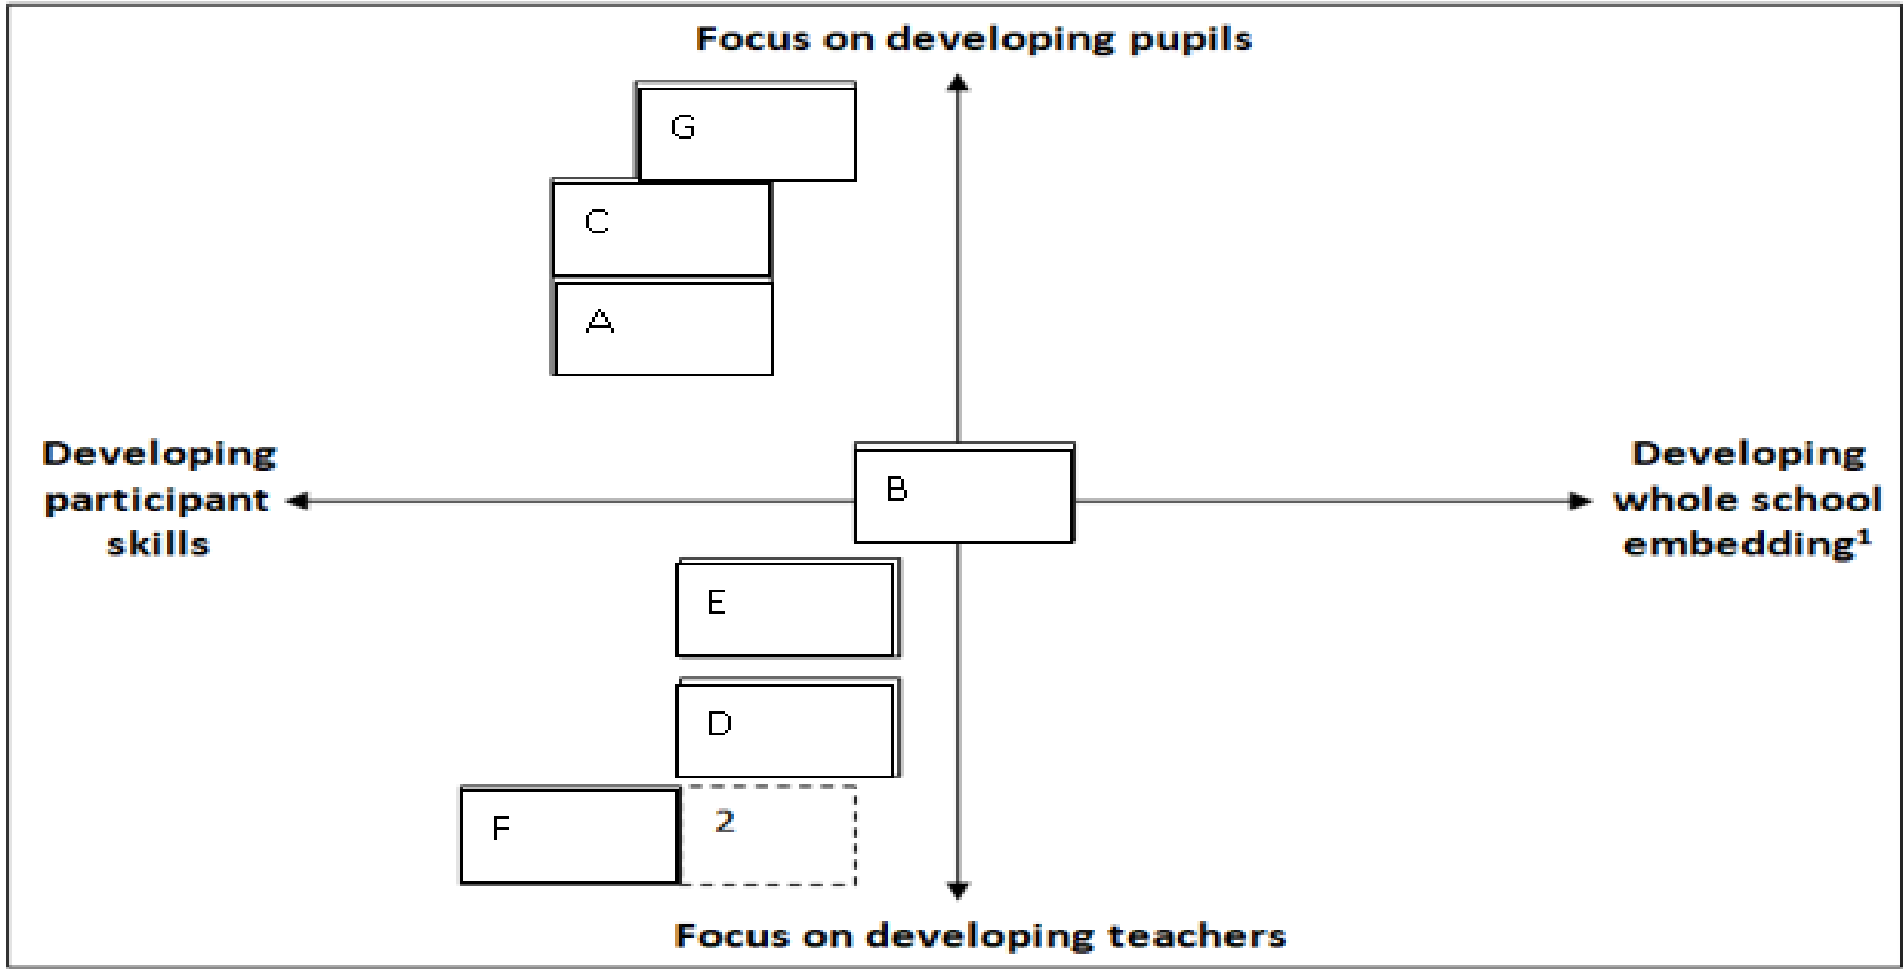 Focus on developing pupils
G
C
A
Developing
participant
skills
B
Developing
whole school
embedding¹
E
D
F
2
Focus on developing teachers